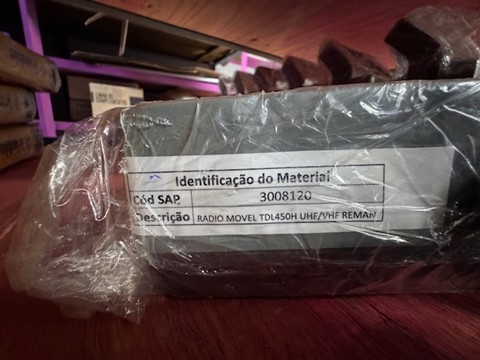 Identificação do Material
Cód SAP 3008120
Descrição RADIO MOVEL TDL450H UHF/VHF REMAN